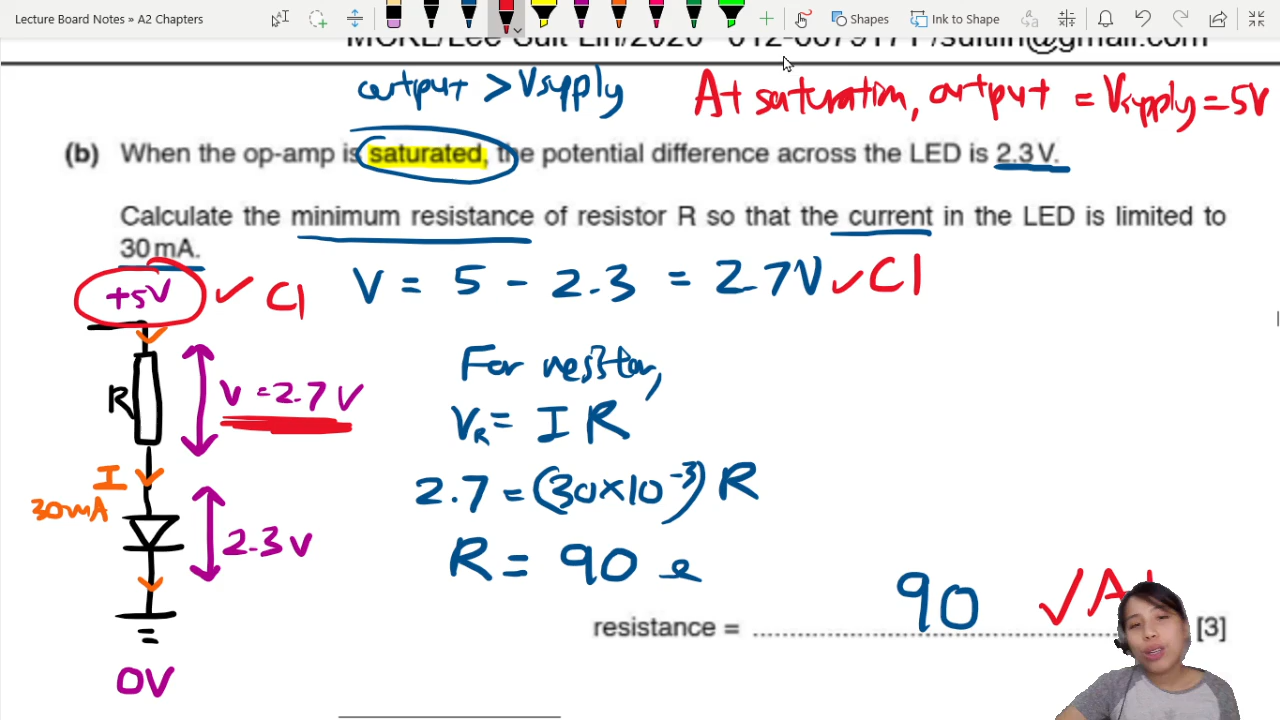 Lecture Board Notes » A2 Chapters
Shapes
Ink to Shape
output > Vsupply
At saturation, output = Vsupply = 5V
(b) When the op-amp is saturated, the potential difference across the LED is 2.3 V.
Calculate the minimum resistance of resistor R so that the current in the LED is limited to
30 mA.
+5V ✓ C1
V = 5 - 2.3 = 2.7V ✓ C1
R
V = 2.7 V
I
30mA
2.3 V
0V
For resistor,
V_R = I R
2.7 = (30×10⁻³) R
R = 90
90 ✓
resistance = ........................ [3]